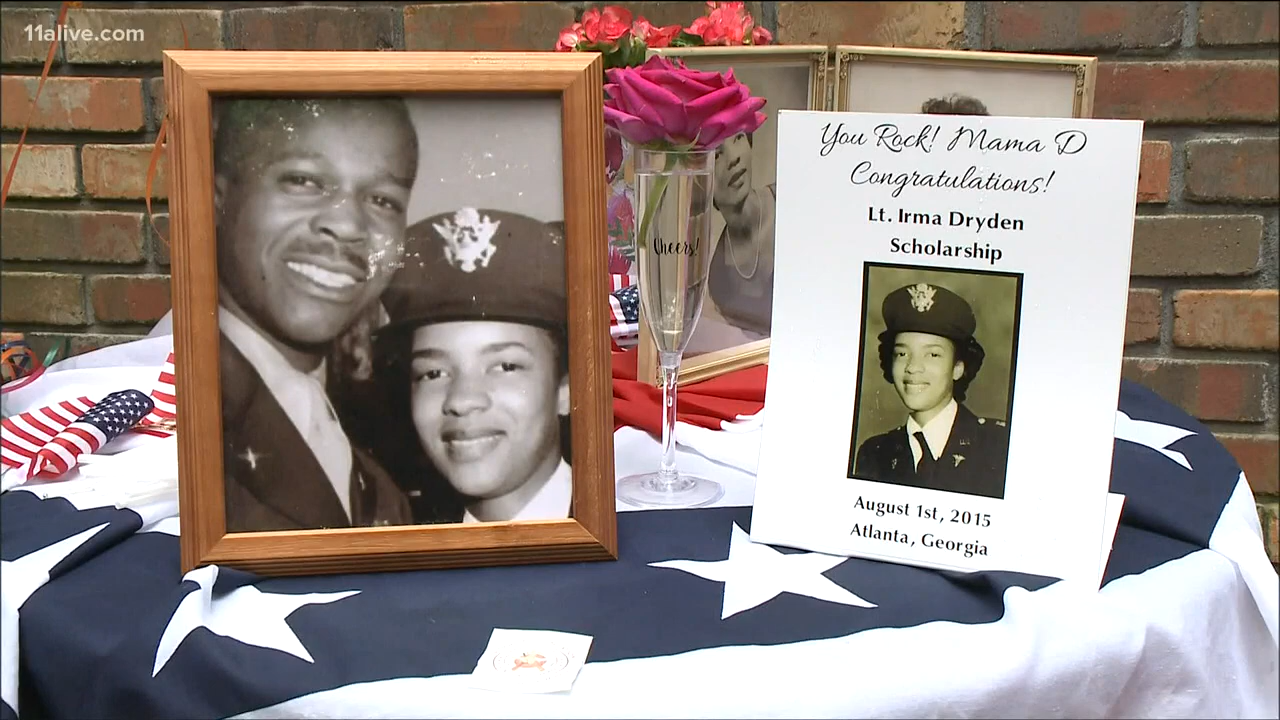 11alive.com
Cheers!
You Rock! Mama D
Congratulations!
Lt. Irma Dryden
Scholarship
August 1st, 2015
Atlanta, Georgia